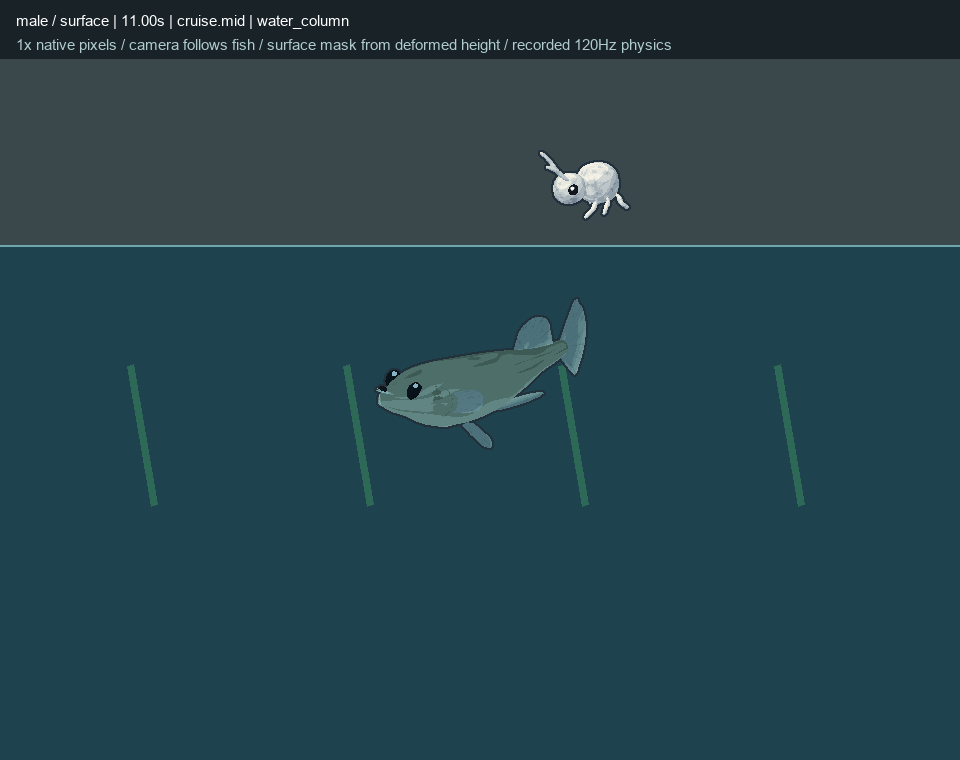 male / surface | 11.00s | cruise.mid | water_column
1x native pixels / camera follows fish / surface mask from deformed height / recorded 120Hz physics